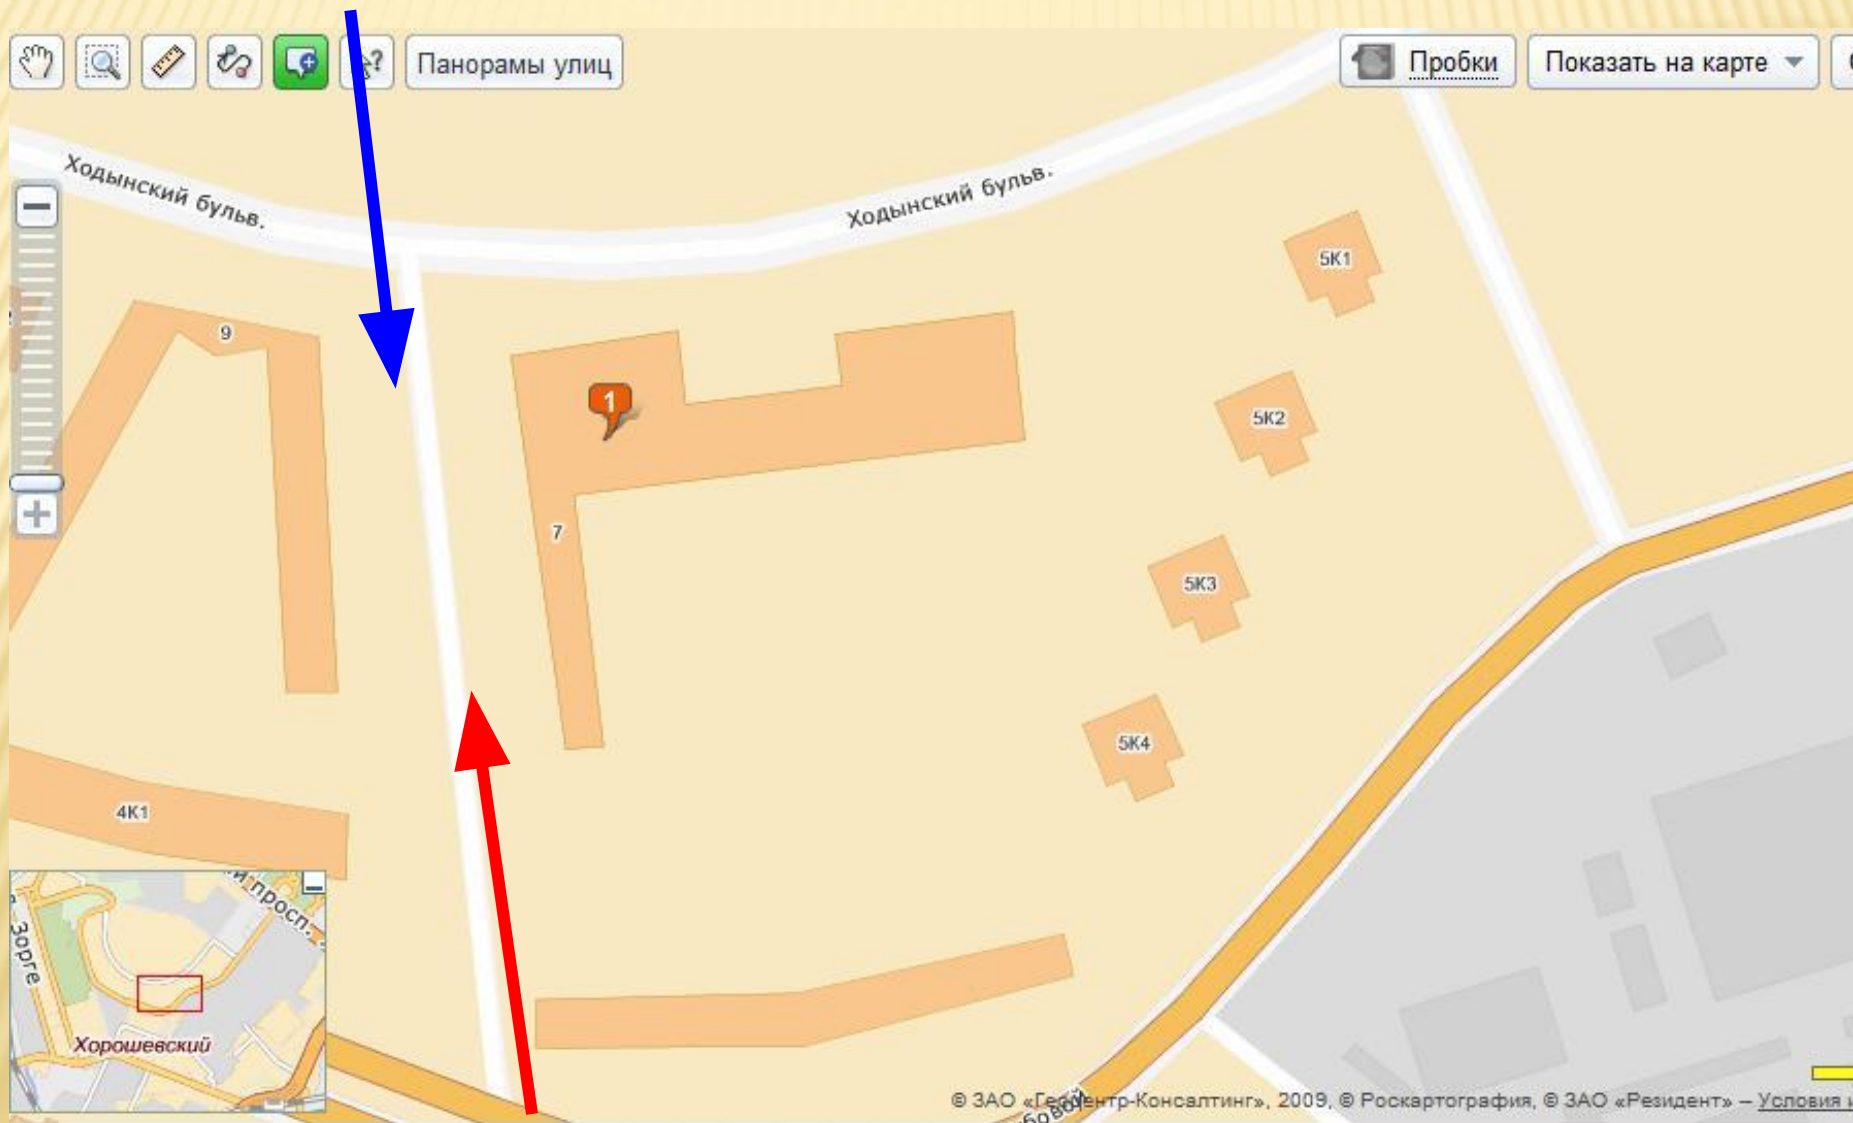 Панорамы улиц
Пробки
Показать на карте
Ходынский бульв.
Ходынский бульв.
5К1
9
1
5К2
7
5К3
5К4
4К1
просп.
Зорге
Хорошевский
© ЗАО «Геоцентр-Консалтинг», 2009, © Роскартография, © ЗАО «Резидент» – Условия